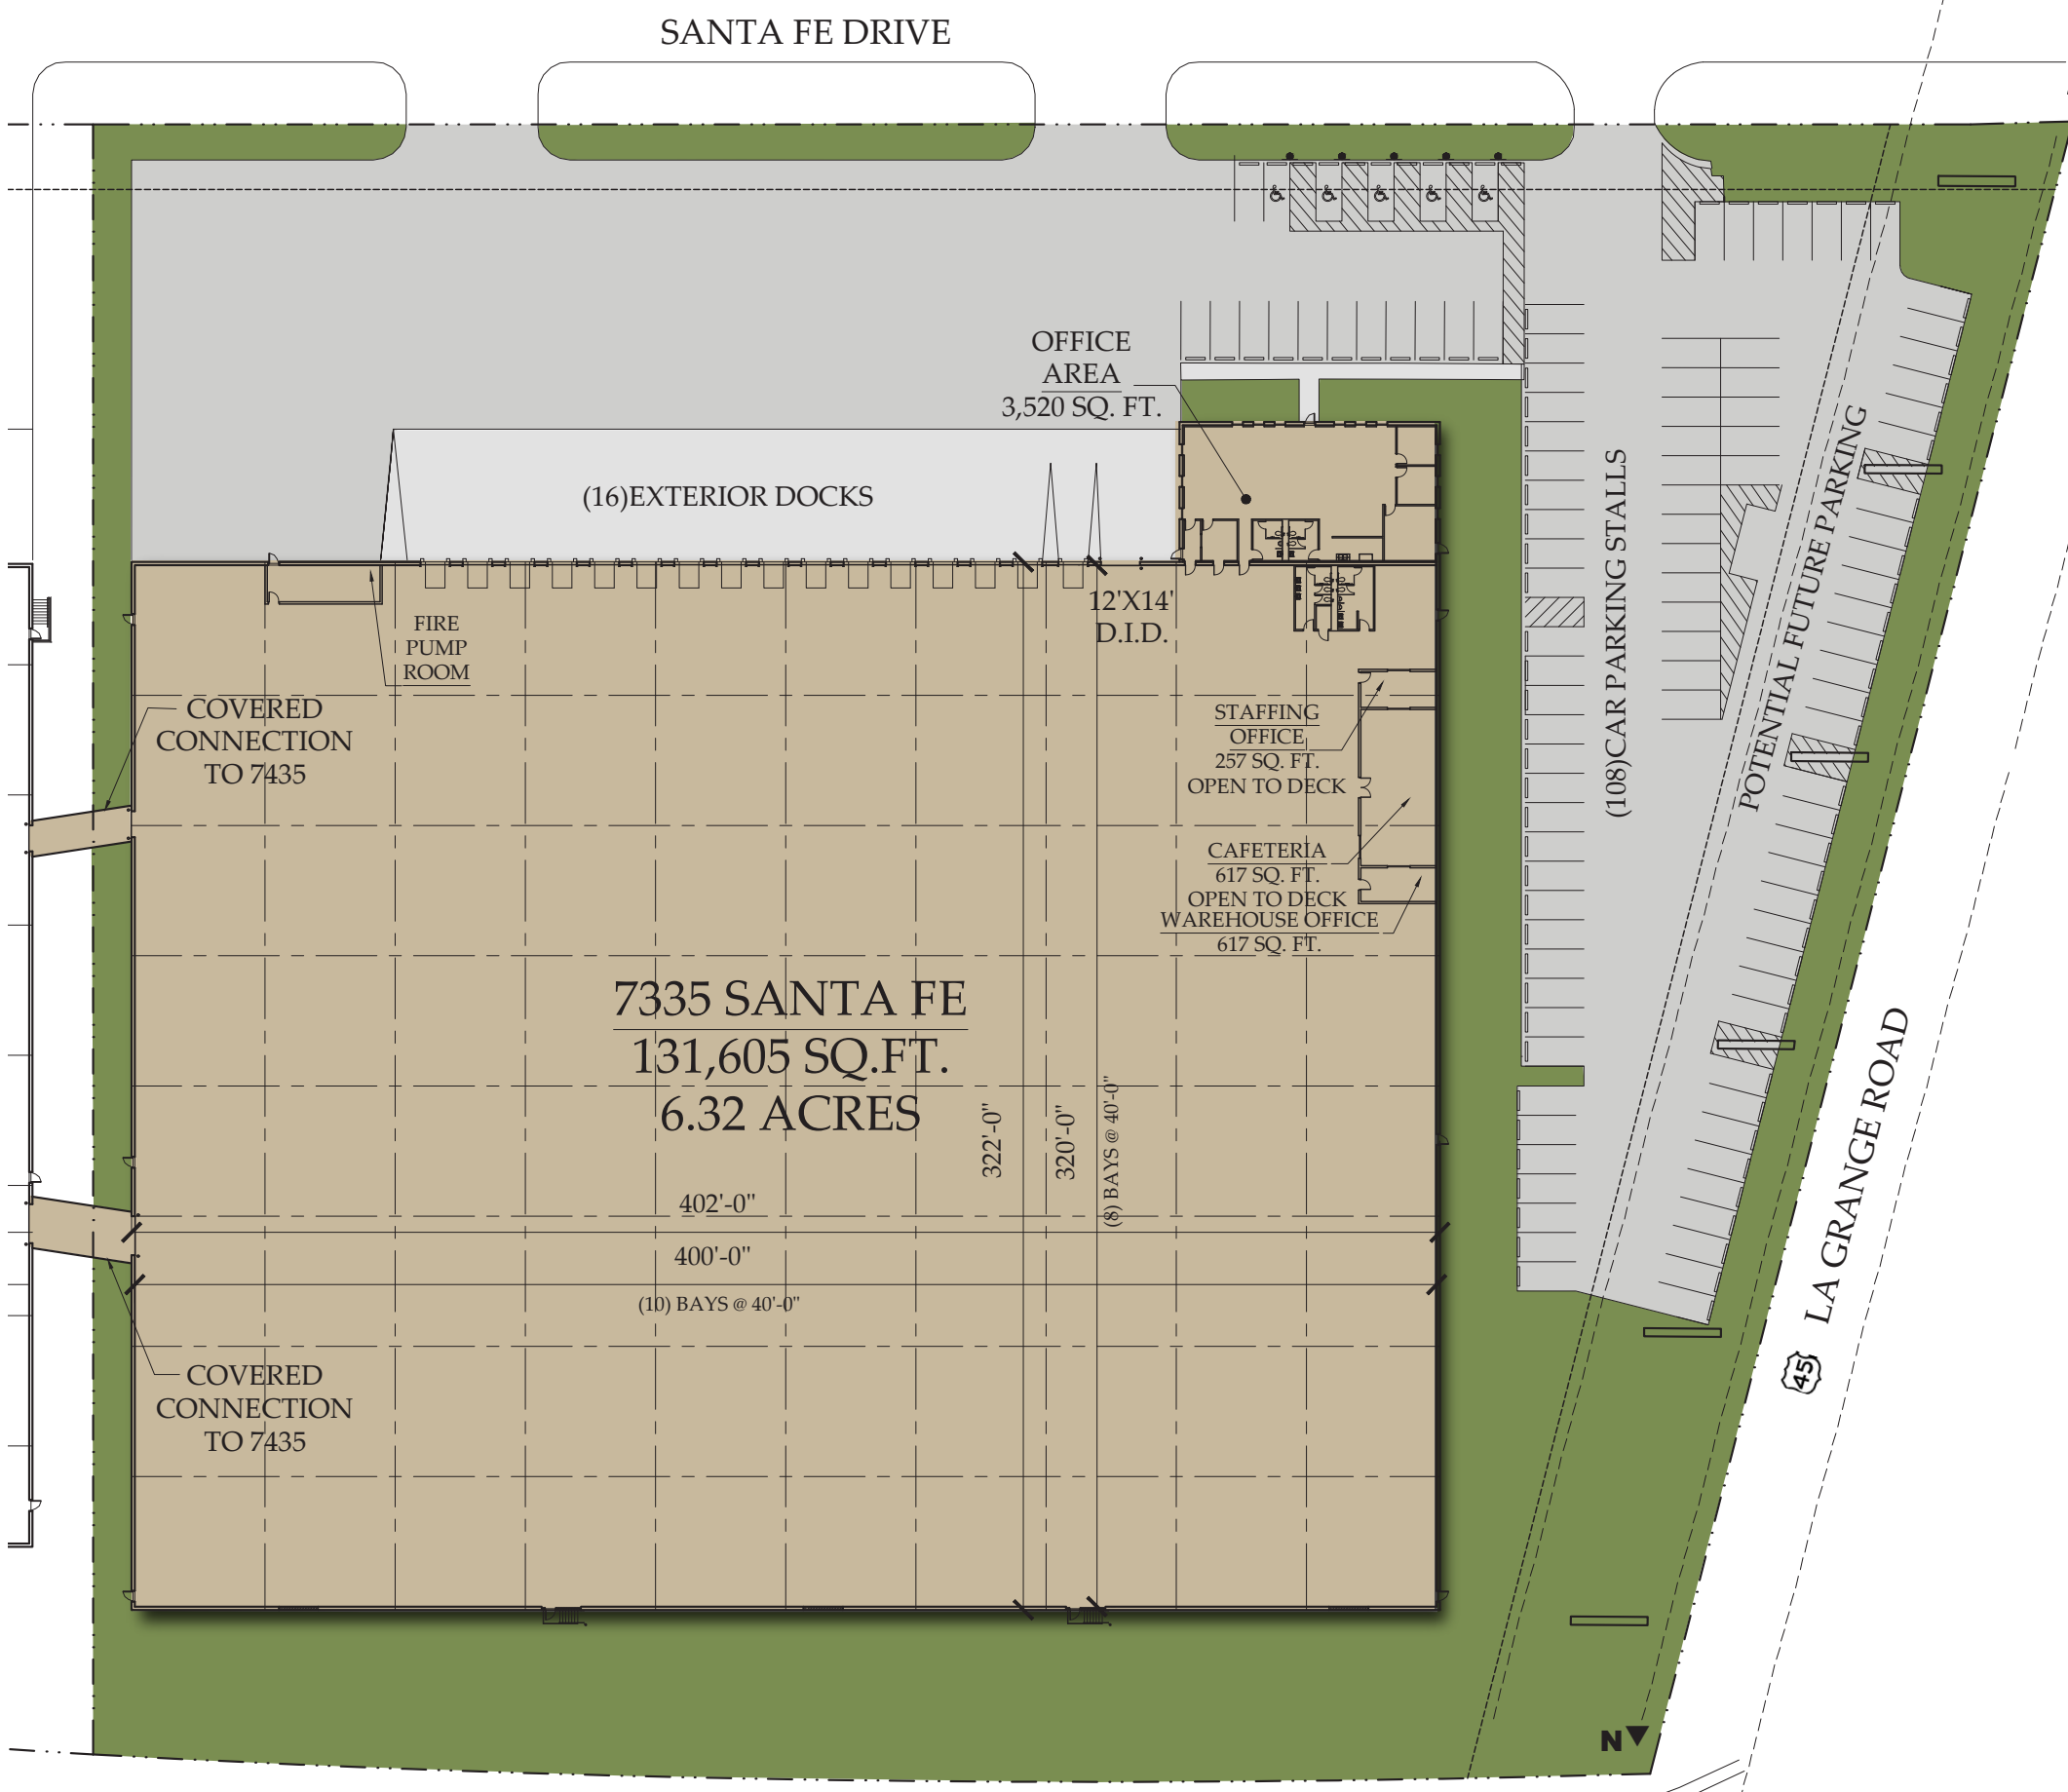 SANTA FE DRIVE
OFFICE
AREA
3,520 SQ. FT.
(16)EXTERIOR DOCKS
12'X14'
D.I.D.
FIRE
PUMP
ROOM
COVERED
CONNECTION
TO 7435
STAFFING
OFFICE
257 SQ. FT.
OPEN TO DECK
CAFETERIA
617 SQ. FT.
OPEN TO DECK
WAREHOUSE OFFICE
617 SQ. FT.
(108)CAR PARKING STALLS
POTENTIAL FUTURE PARKING
7335 SANTA FE
131,605 SQ.FT.
6.32 ACRES
322'-0"
320'-0"
(8) BAYS @ 40'-0"
402'-0"
400'-0"
(10) BAYS @ 40'-0"
COVERED
CONNECTION
TO 7435
LA GRANGE ROAD
45
N